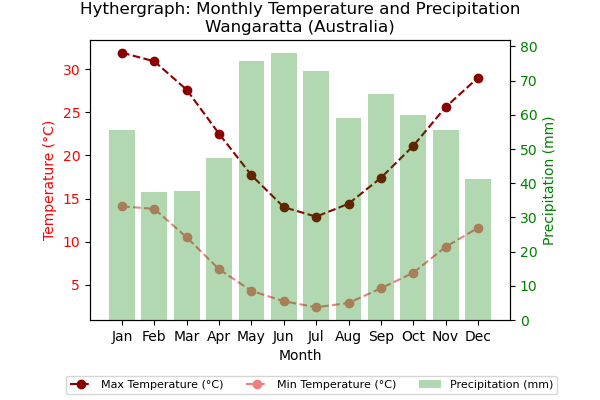 Hythergraph: Monthly Temperature and Precipitation
Wangaratta (Australia)
Temperature (°C)
30
25
20
15
10
5
80
70
60
50
40
30
20
10
0
Precipitation (mm)
Jan Feb Mar Apr May Jun Jul Aug Sep Oct Nov Dec
Month
Max Temperature (°C) Min Temperature (°C) Precipitation (mm)